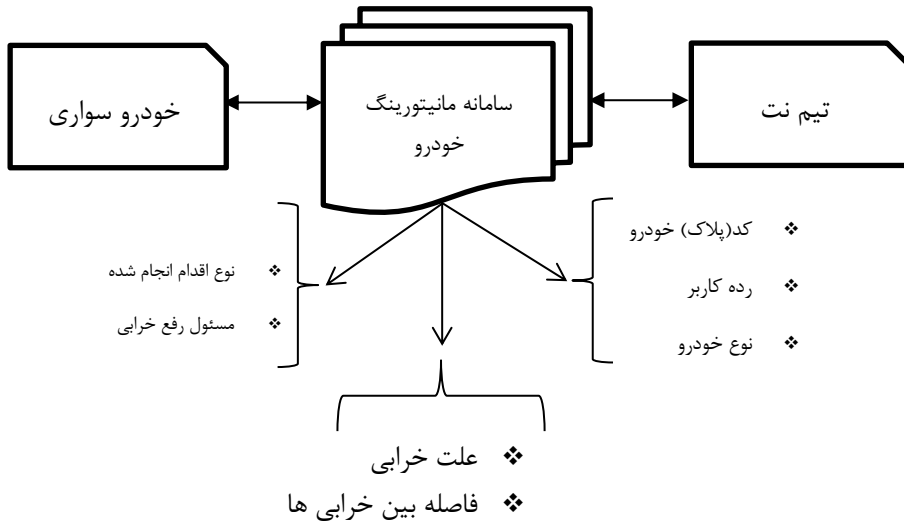 تیم نت
سامانه مانیتورینگ
خودرو
خودرو سواری
❖ کد(پلاک) خودرو
❖ رده کاربر
❖ نوع خودرو
❖ نوع اقدام انجام شده
❖ مسئول رفع خرابی
❖ علت خرابی
❖ فاصله بین خرابی ها